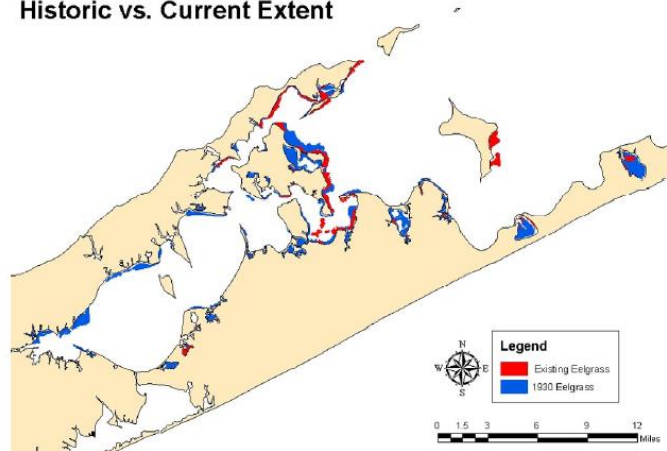 Historic vs. Current Extent
N
W E
S
Legend
Existing Eelgrass
1930 Eelgrass
0 1.5 3 6 9 12
Miles